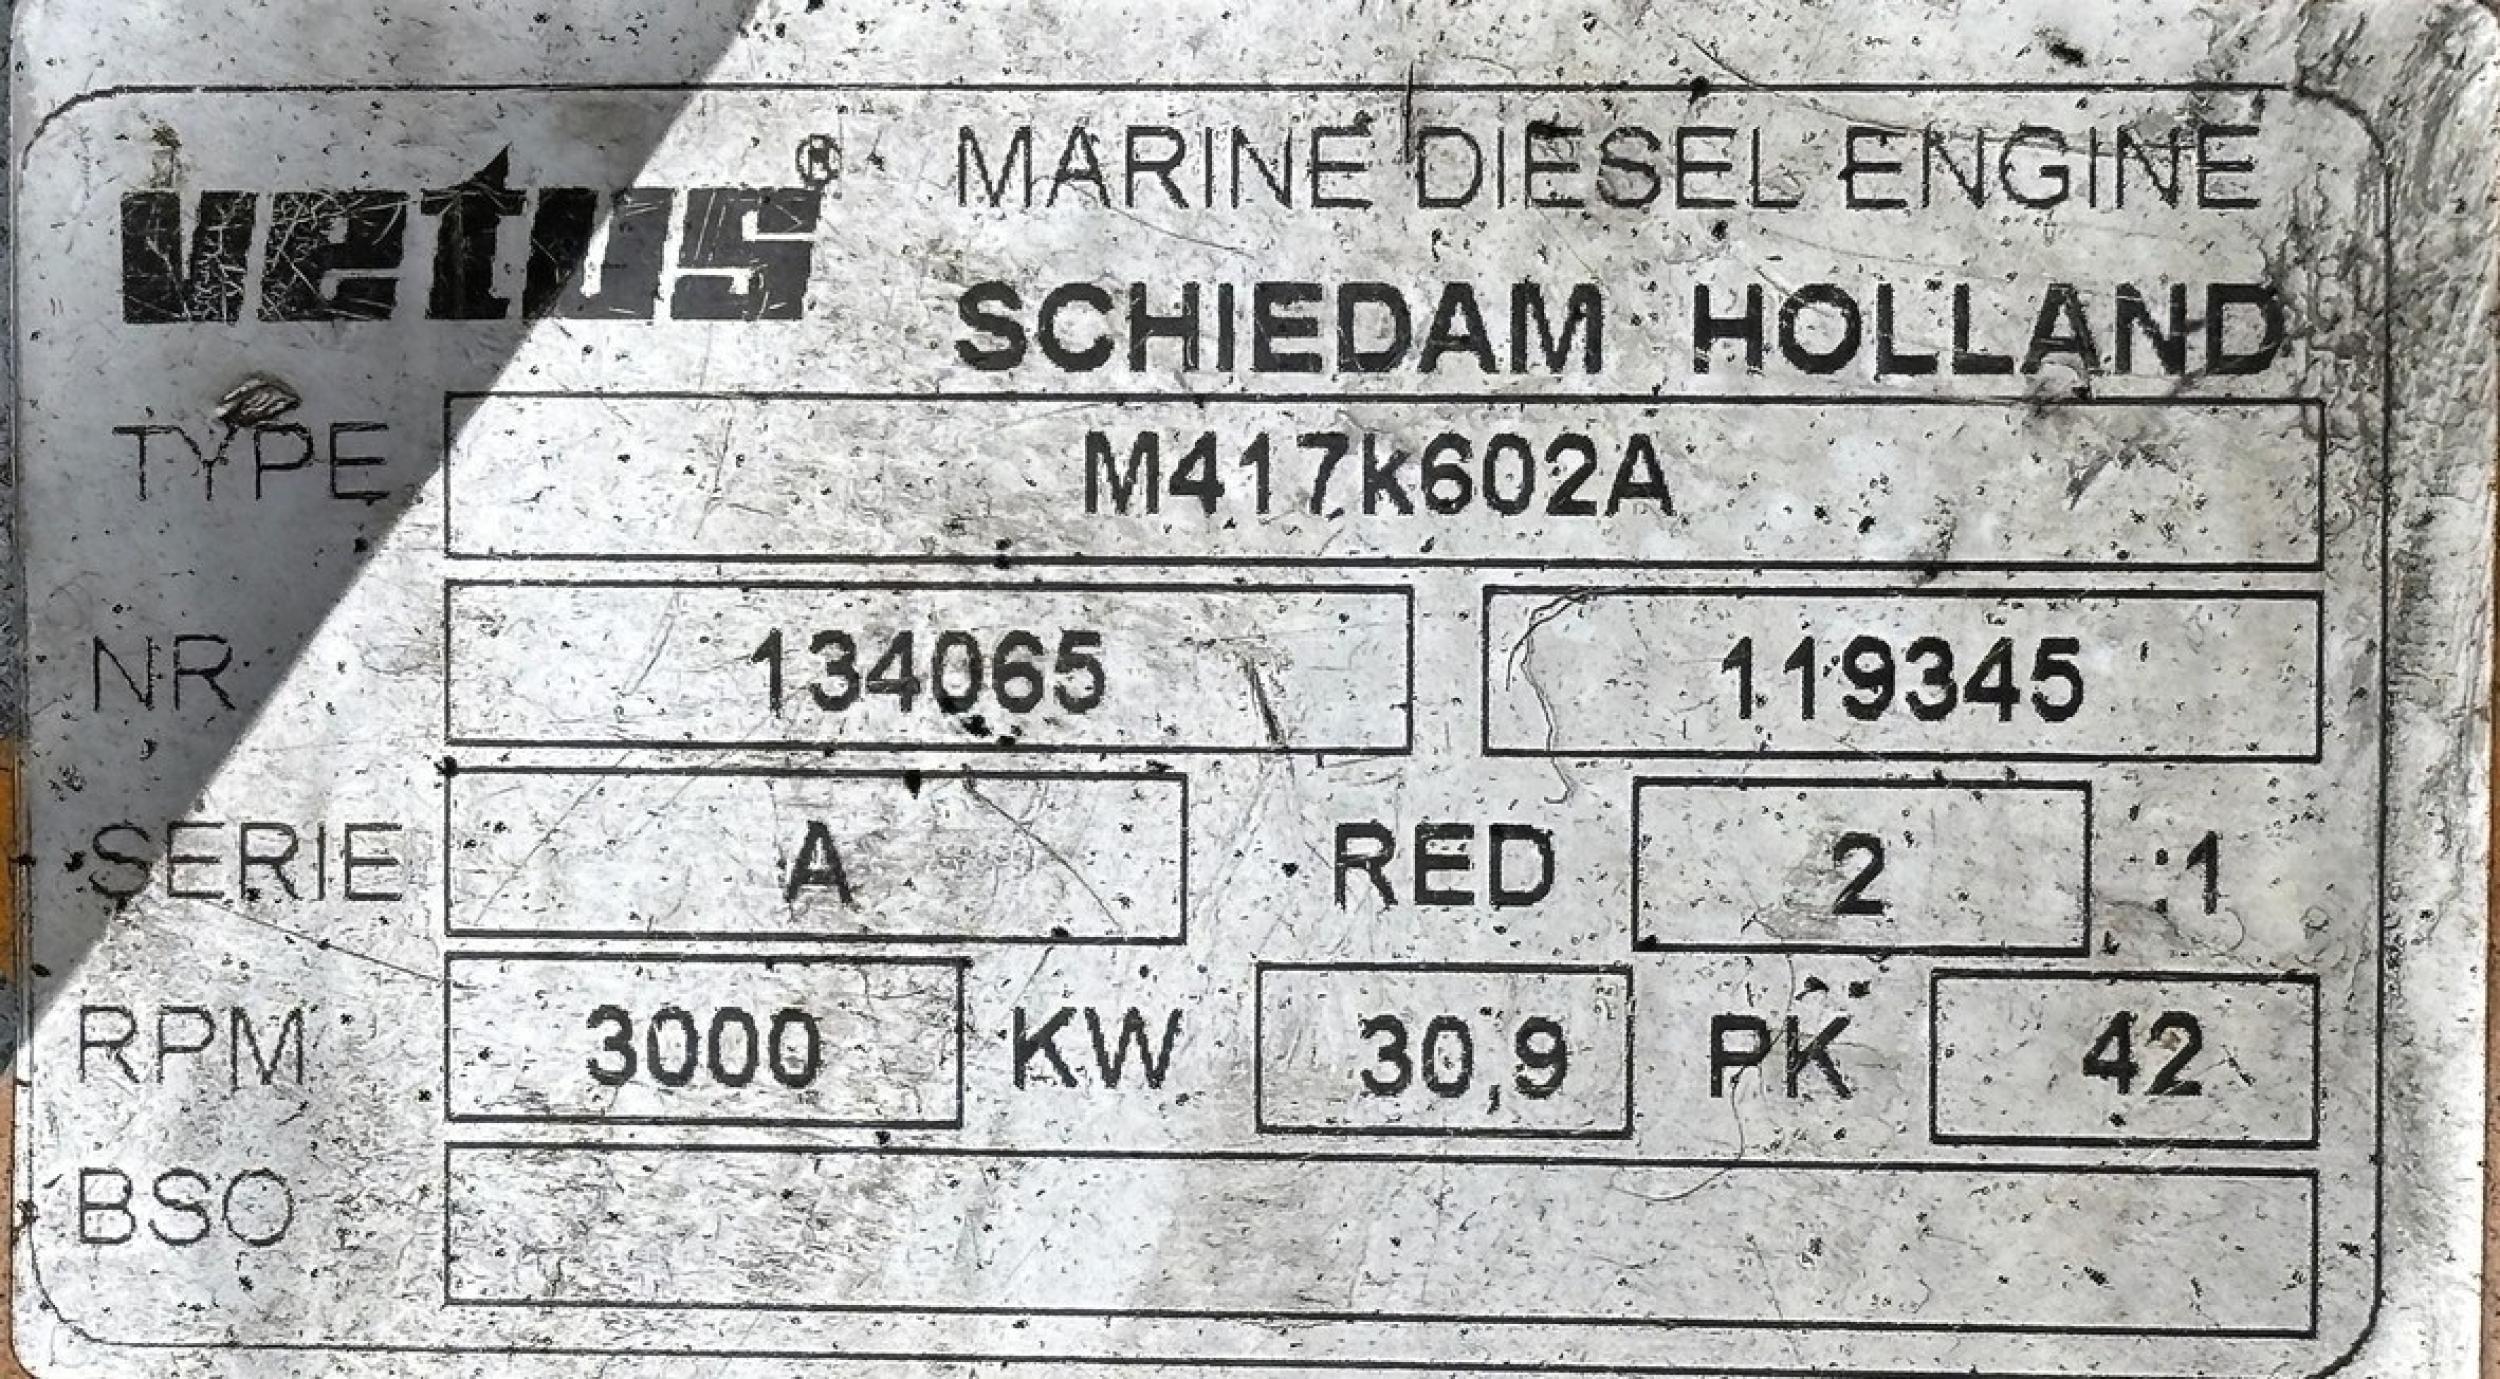 vetus® MARINE DIESEL ENGINE
SCHIEDAM HOLLAND
TYPE M417k602A
NR 134065 119345
SERIE A RED 2 :1
RPM 3000 KW 30,9 PK 42
BSO